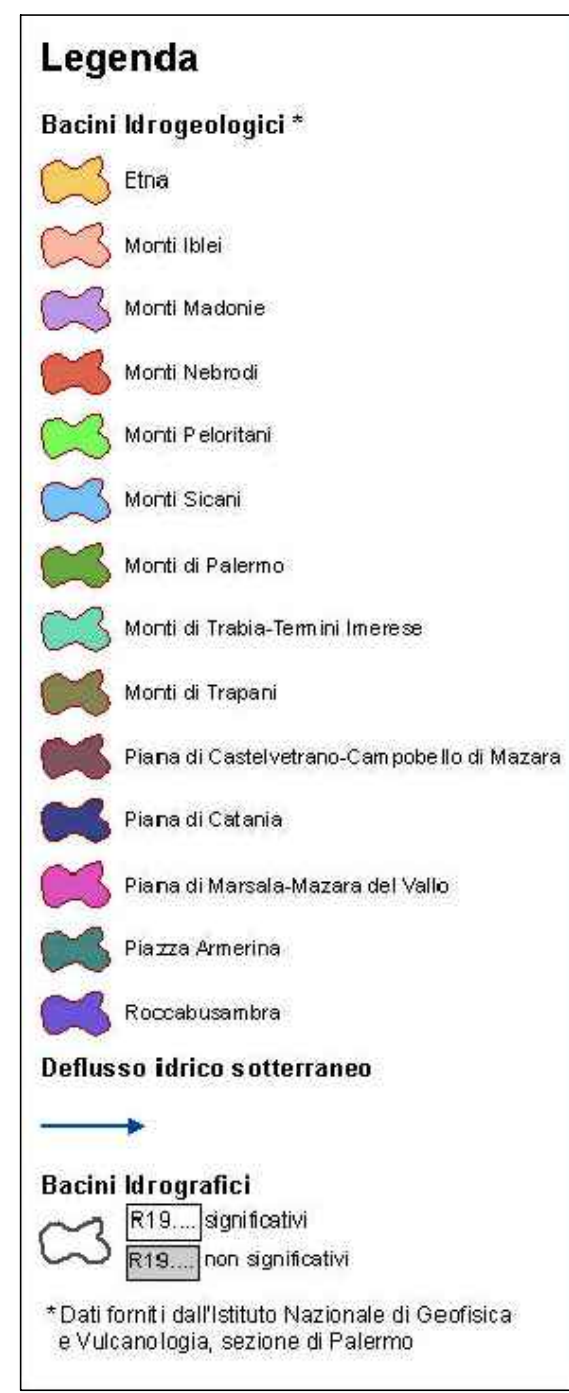 Legenda
Bacini Idrogeologici *
Etna
Monti Iblei
Monti Madonie
Monti Nebrodi
Monti Peloritani
Monti Sicani
Monti di Palermo
Monti di Trabia-Termini Imerese
Monti di Trapani
Piana di Castelvetrano-Campobello di Mazara
Piana di Catania
Piana di Marsala-Mazara del Vallo
Piazza Armerina
Roccabusambra
Deflusso idrico sotterraneo
Bacini Idrografici
R19.... significativi
R19.... non significativi
* Dati forniti dall'Istituto Nazionale di Geofisica
e Vulcanologia, sezione di Palermo